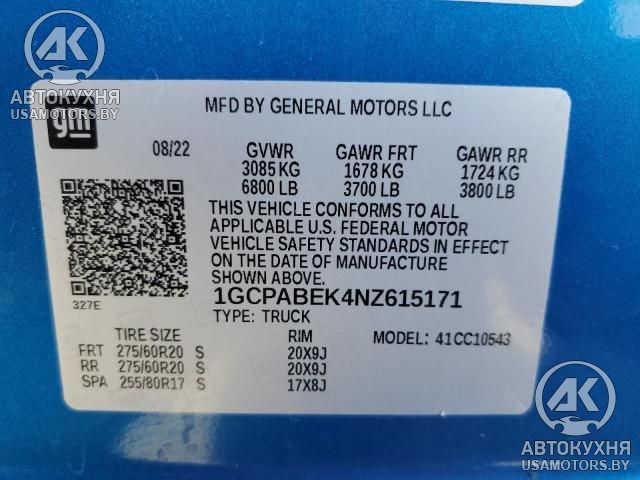 AK
АВТОКУХНЯ
USAMOTORS.BY
gm
MFD BY GENERAL MOTORS LLC
08/22 GVWR GAWR FRT GAWR RR
3085 KG 1678 KG 1724 KG
6800 LB 3700 LB 3800 LB
THIS VEHICLE CONFORMS TO ALL
APPLICABLE U.S. FEDERAL MOTOR
VEHICLE SAFETY STANDARDS IN EFFECT
ON THE DATE OF MANUFACTURE
SHOWN ABOVE.
327E
1GCPABEK4NZ615171
TYPE: TRUCK
TIRE SIZE RIM MODEL: 41CC10543
FRT 275/60R20 S 20X9J
RR 275/60R20 S 20X9J
SPA 255/80R17 S 17X8J
AK
АВТОКУХНЯ
USAMOTORS.BY